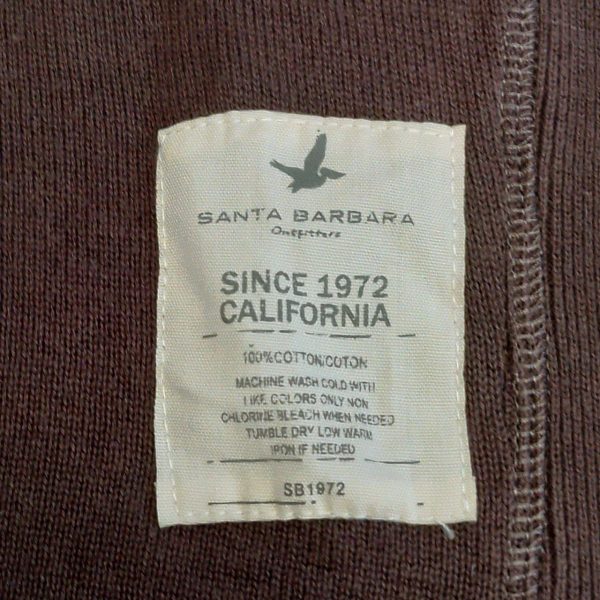 SANTA BARBARA
Outfitters
SINCE 1972
CALIFORNIA
100%COTTON/COTON
MACHINE WASH COLD WITH
LIKE COLORS ONLY NON
CHLORINE BLEACH WHEN NEEDED
TUMBLE DRY LOW WARM
IRON IF NEEDED
SB1972